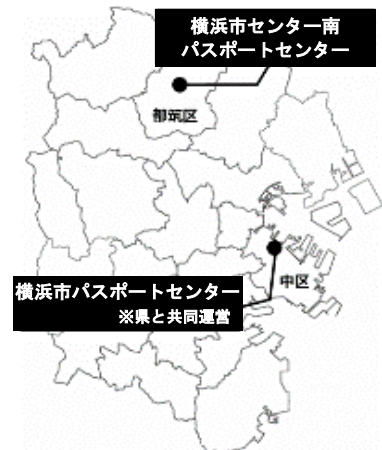 横浜市センター南
パスポートセンター
都筑区
横浜市パスポートセンター
※県と共同運営
中区